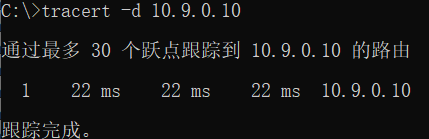 C:\>tracert -d 10.9.0.10
通过最多 30 个跃点跟踪到 10.9.0.10 的路由
1 22 ms 22 ms 22 ms 10.9.0.10
跟踪完成。